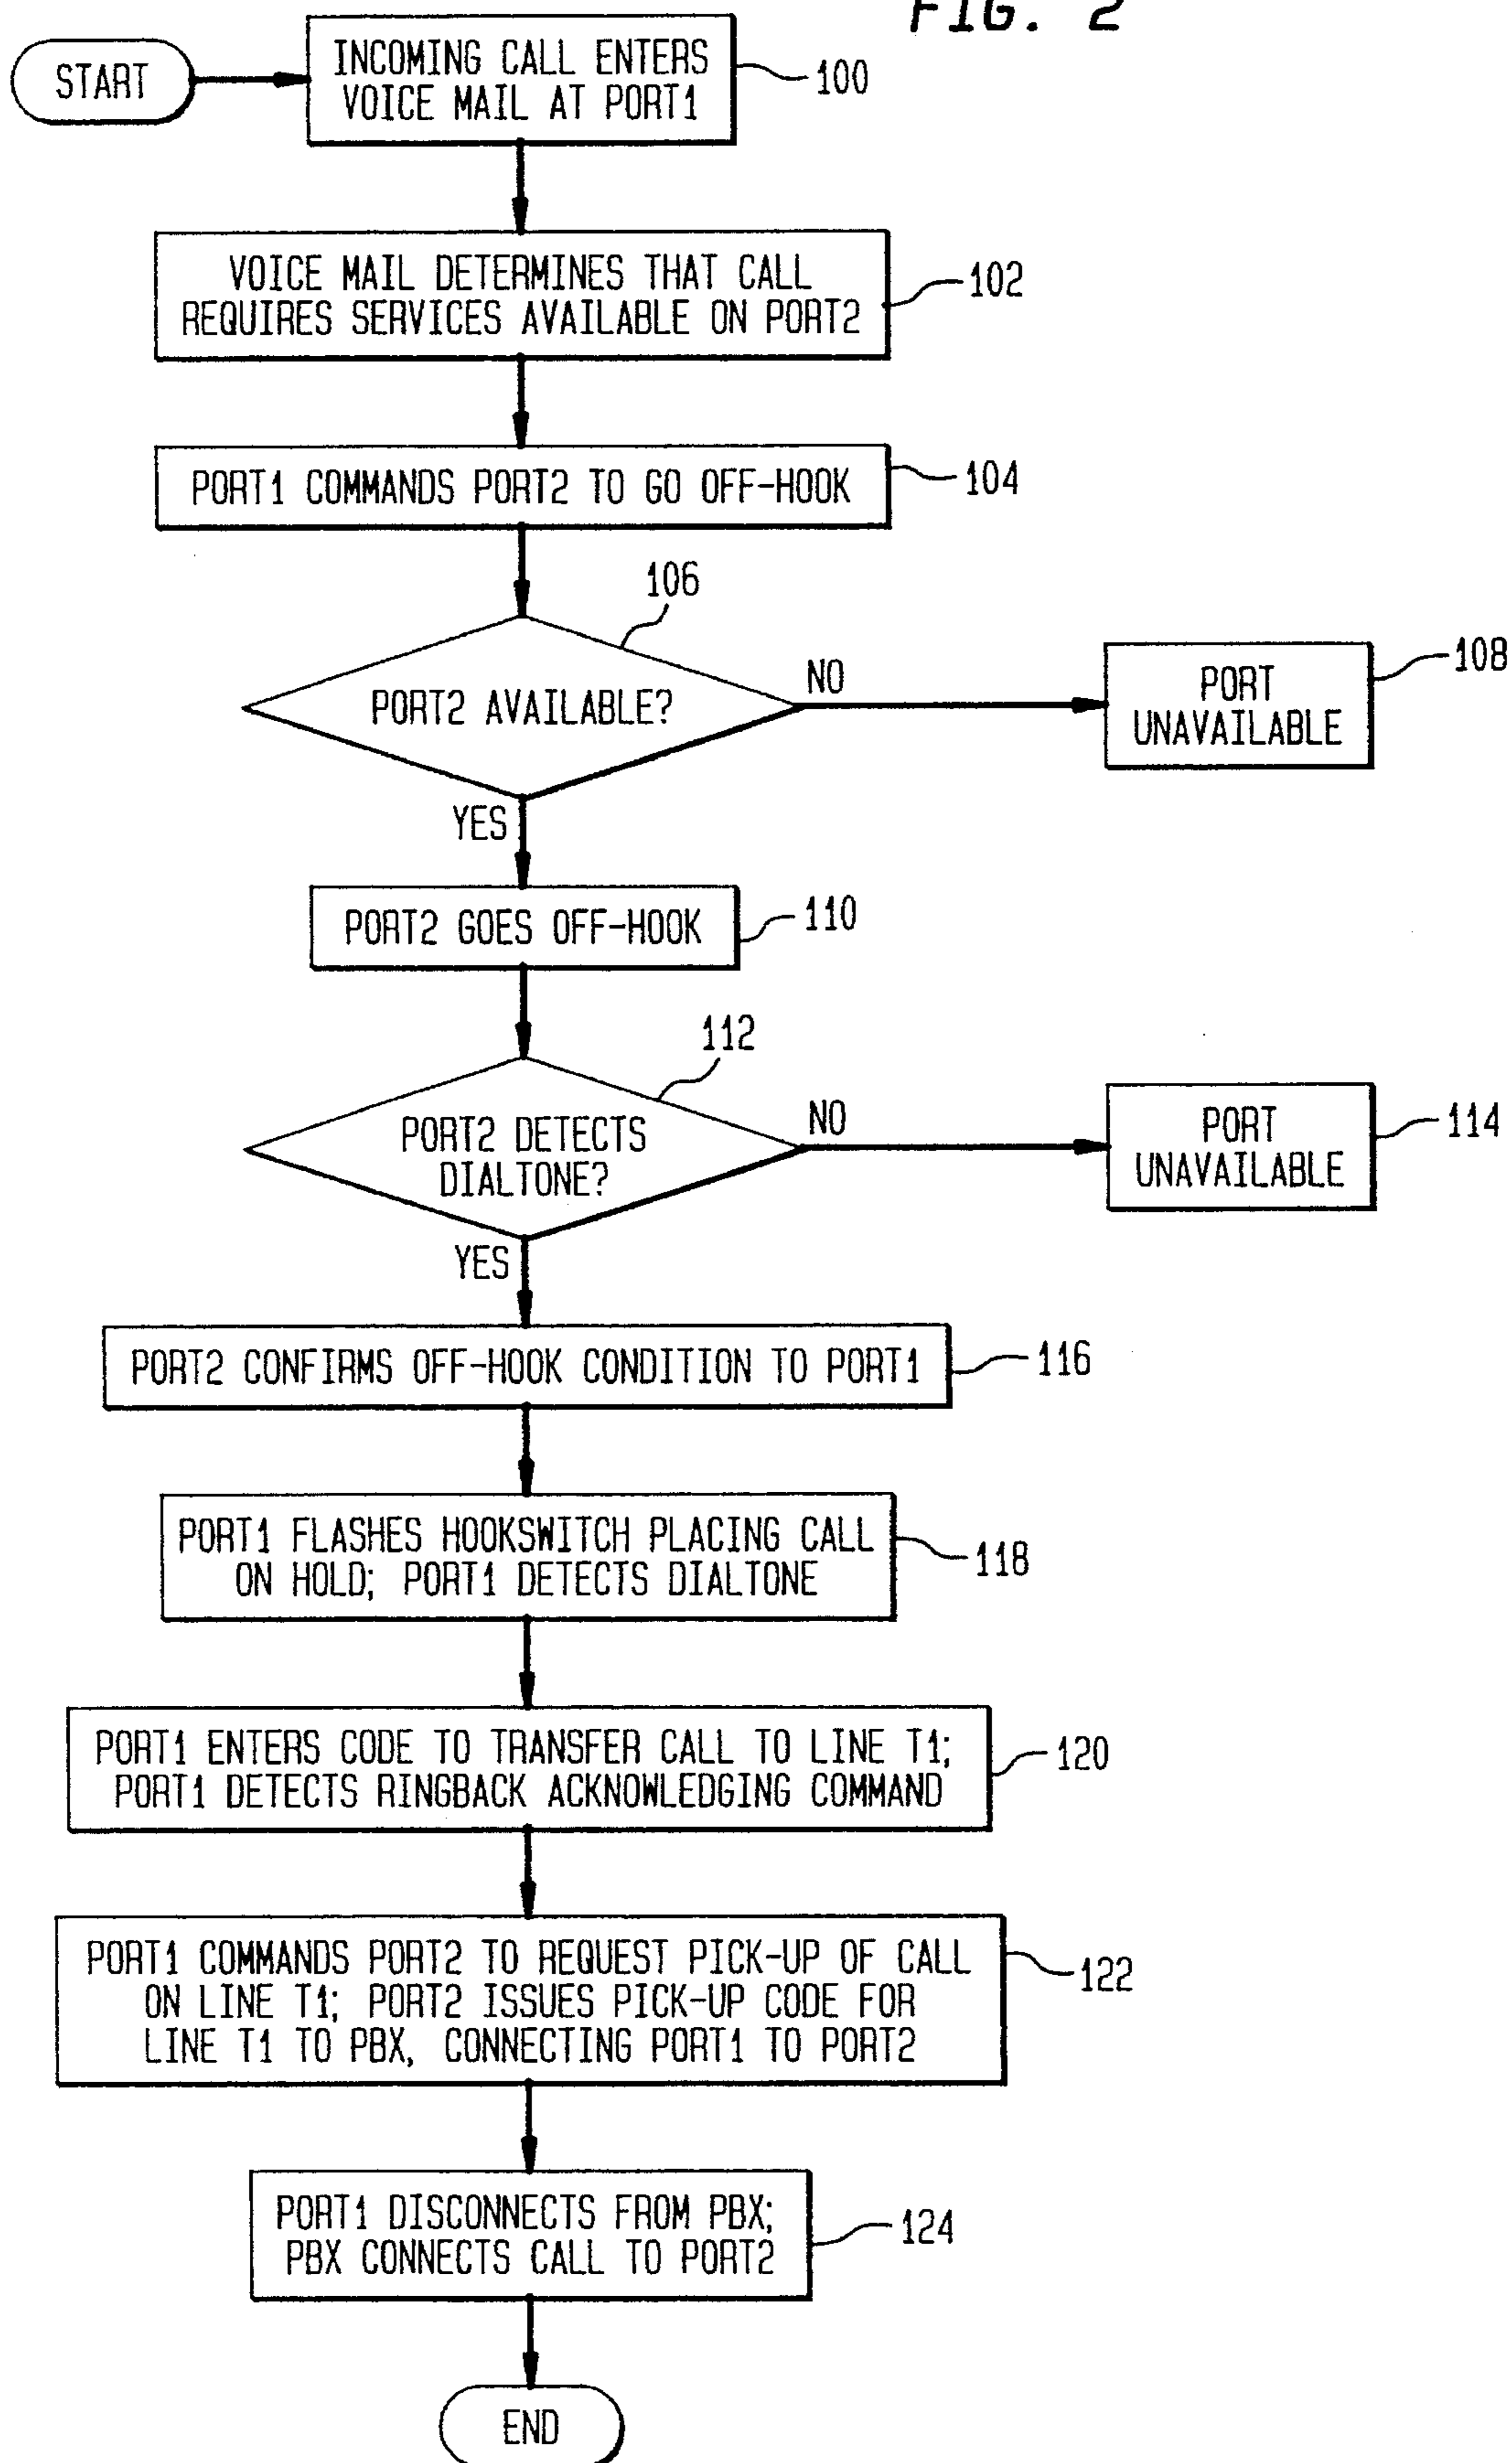 FIG. 2
START
INCOMING CALL ENTERS
VOICE MAIL AT PORT1
100
VOICE MAIL DETERMINES THAT CALL
REQUIRES SERVICES AVAILABLE ON PORT2
102
PORT1 COMMANDS PORT2 TO GO OFF-HOOK
104
106
PORT2 AVAILABLE?
NO
PORT
UNAVAILABLE
108
YES
PORT2 GOES OFF-HOOK
110
112
PORT2 DETECTS
DIALTONE?
NO
PORT
UNAVAILABLE
114
YES
PORT2 CONFIRMS OFF-HOOK CONDITION TO PORT1
116
PORT1 FLASHES HOOKSWITCH PLACING CALL
ON HOLD; PORT1 DETECTS DIALTONE
118
PORT1 ENTERS CODE TO TRANSFER CALL TO LINE T1;
PORT1 DETECTS RINGBACK ACKNOWLEDGING COMMAND
120
PORT1 COMMANDS PORT2 TO REQUEST PICK-UP OF CALL
ON LINE T1; PORT2 ISSUES PICK-UP CODE FOR
LINE T1 TO PBX, CONNECTING PORT1 TO PORT2
122
PORT1 DISCONNECTS FROM PBX;
PBX CONNECTS CALL TO PORT2
124
END